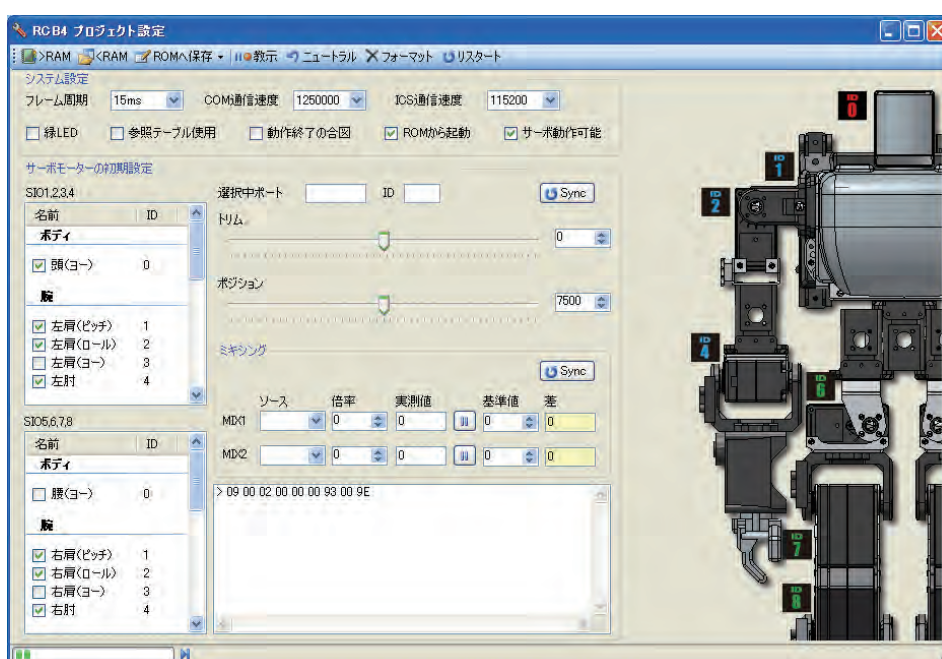 RCB4 プロジェクト設定
>RAM <RAM ROMへ保存 教示 ニュートラル フォーマット リスタート
システム設定
フレーム周期 15ms COM通信速度 1250000 ICS通信速度 115200
緑LED 参照テーブル使用 動作終了の合図 ROMから起動 サーボ動作可能
サーボモーターの初期設定
SIO1,2,3,4
名前 ID
ボディ
頭(ヨー) 0
腕
左肩(ピッチ) 1
左肩(ロール) 2
左肩(ヨー) 3
左肘 4
SIO5,6,7,8
名前 ID
ボディ
腰(ヨー) 0
腕
右肩(ピッチ) 1
右肩(ロール) 2
右肩(ヨー) 3
右肘 4
選択中ポート ID Sync
トリム
0
ポジション
7500
ミキシング
Sync
ソース 倍率 実測値 基準値 差
MIX1 0 0 0 0
MIX2 0 0 0 0
> 09 00 02 00 00 00 93 00 9E
ID 0
ID 1
ID 2
ID 4
ID 6
ID 7
ID 8